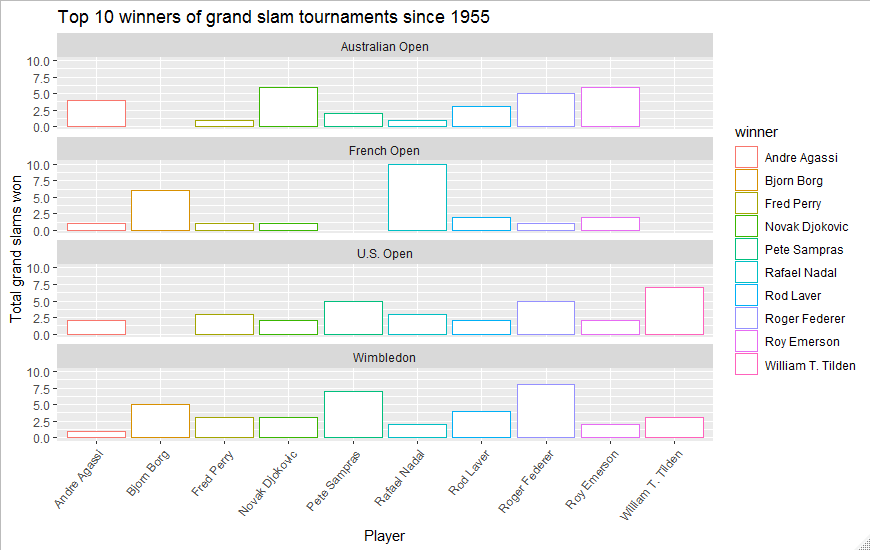 Top 10 winners of grand slam tournaments since 1955
Australian Open
10.0
7.5
5.0
2.5
0.0
French Open
10.0
7.5
5.0
2.5
0.0
U.S. Open
10.0
7.5
5.0
2.5
0.0
Wimbledon
10.0
7.5
5.0
2.5
0.0
Total grand slams won
Andre Agassi
Bjorn Borg
Fred Perry
Novak Djokovic
Pete Sampras
Rafael Nadal
Rod Laver
Roger Federer
Roy Emerson
William T. Tilden
Player
winner
Andre Agassi
Bjorn Borg
Fred Perry
Novak Djokovic
Pete Sampras
Rafael Nadal
Rod Laver
Roger Federer
Roy Emerson
William T. Tilden